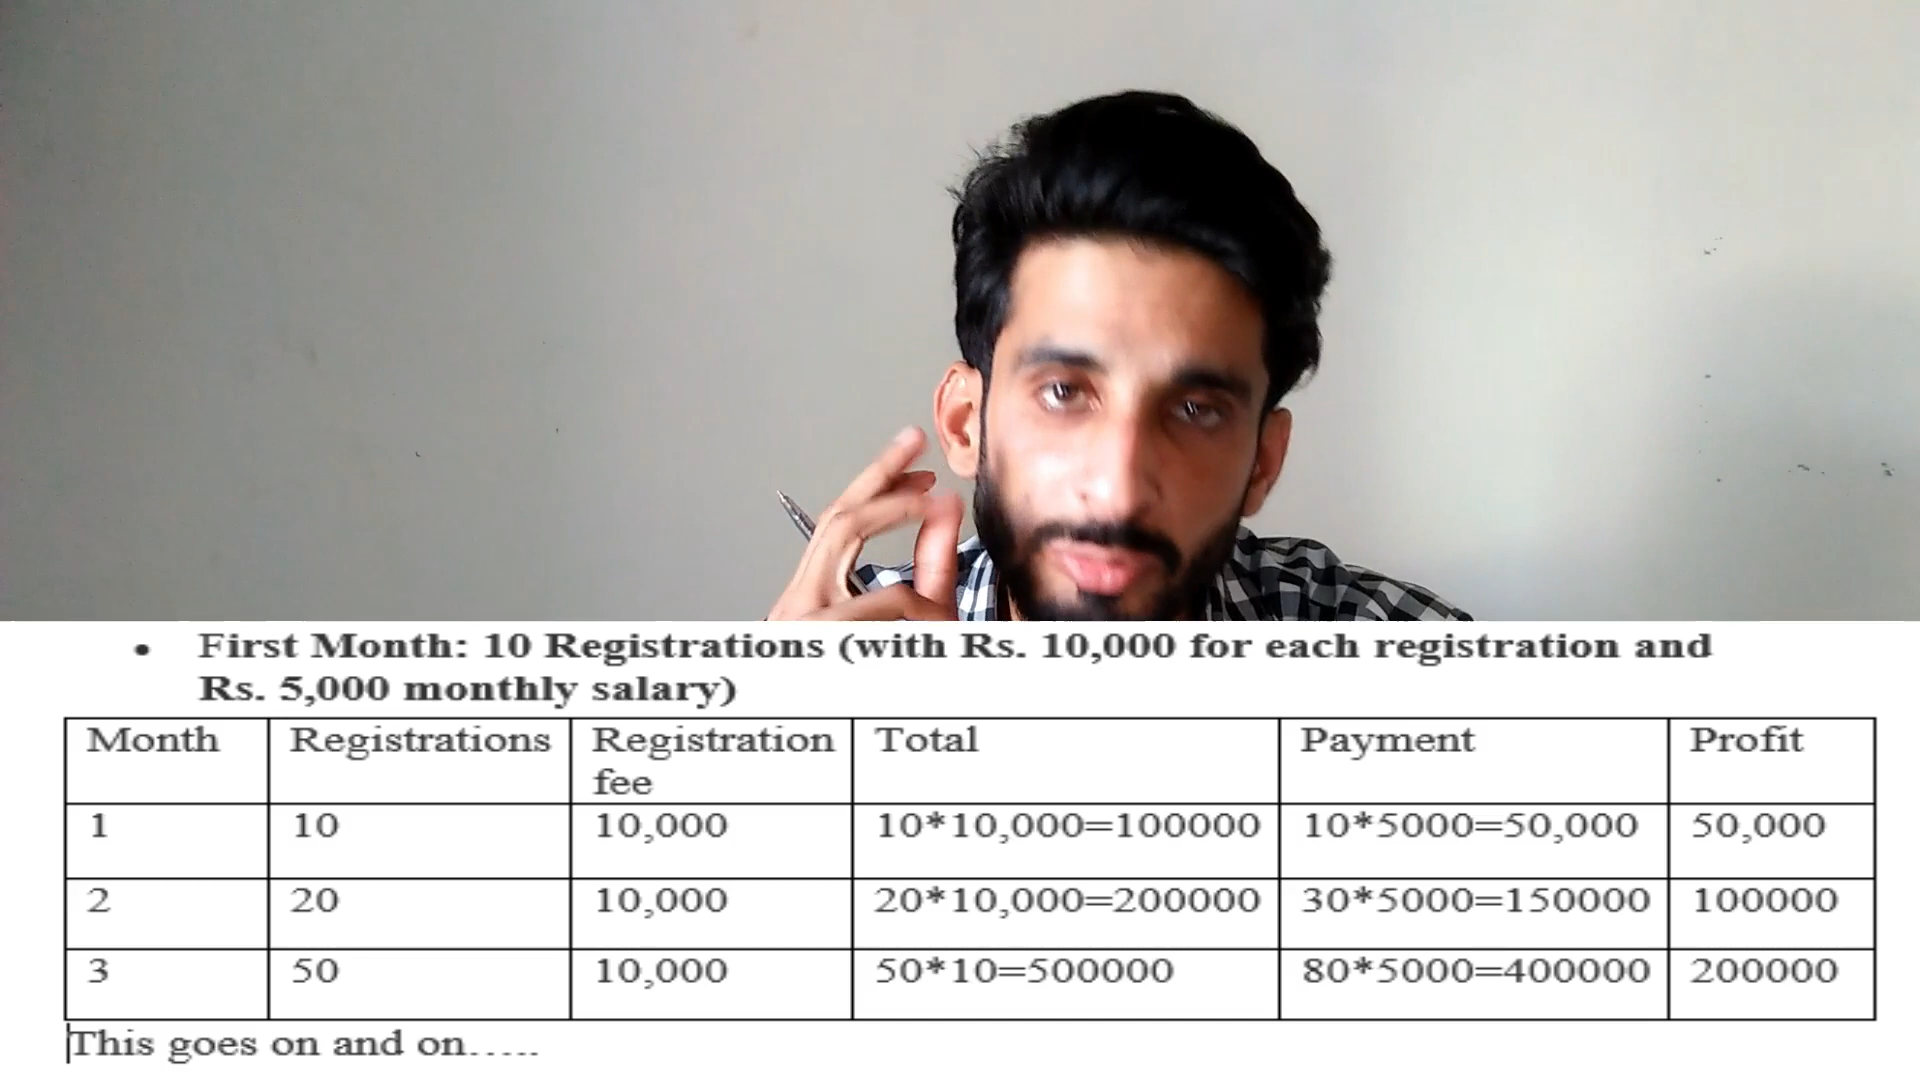 • First Month: 10 Registrations (with Rs. 10,000 for each registration and
Rs. 5,000 monthly salary)
Month Registrations Registration fee Total Payment Profit
1 10 10,000 10*10,000=100000 10*5000=50,000 50,000
2 20 10,000 20*10,000=200000 30*5000=150000 100000
3 50 10,000 50*10=500000 80*5000=400000 200000
This goes on and on.....